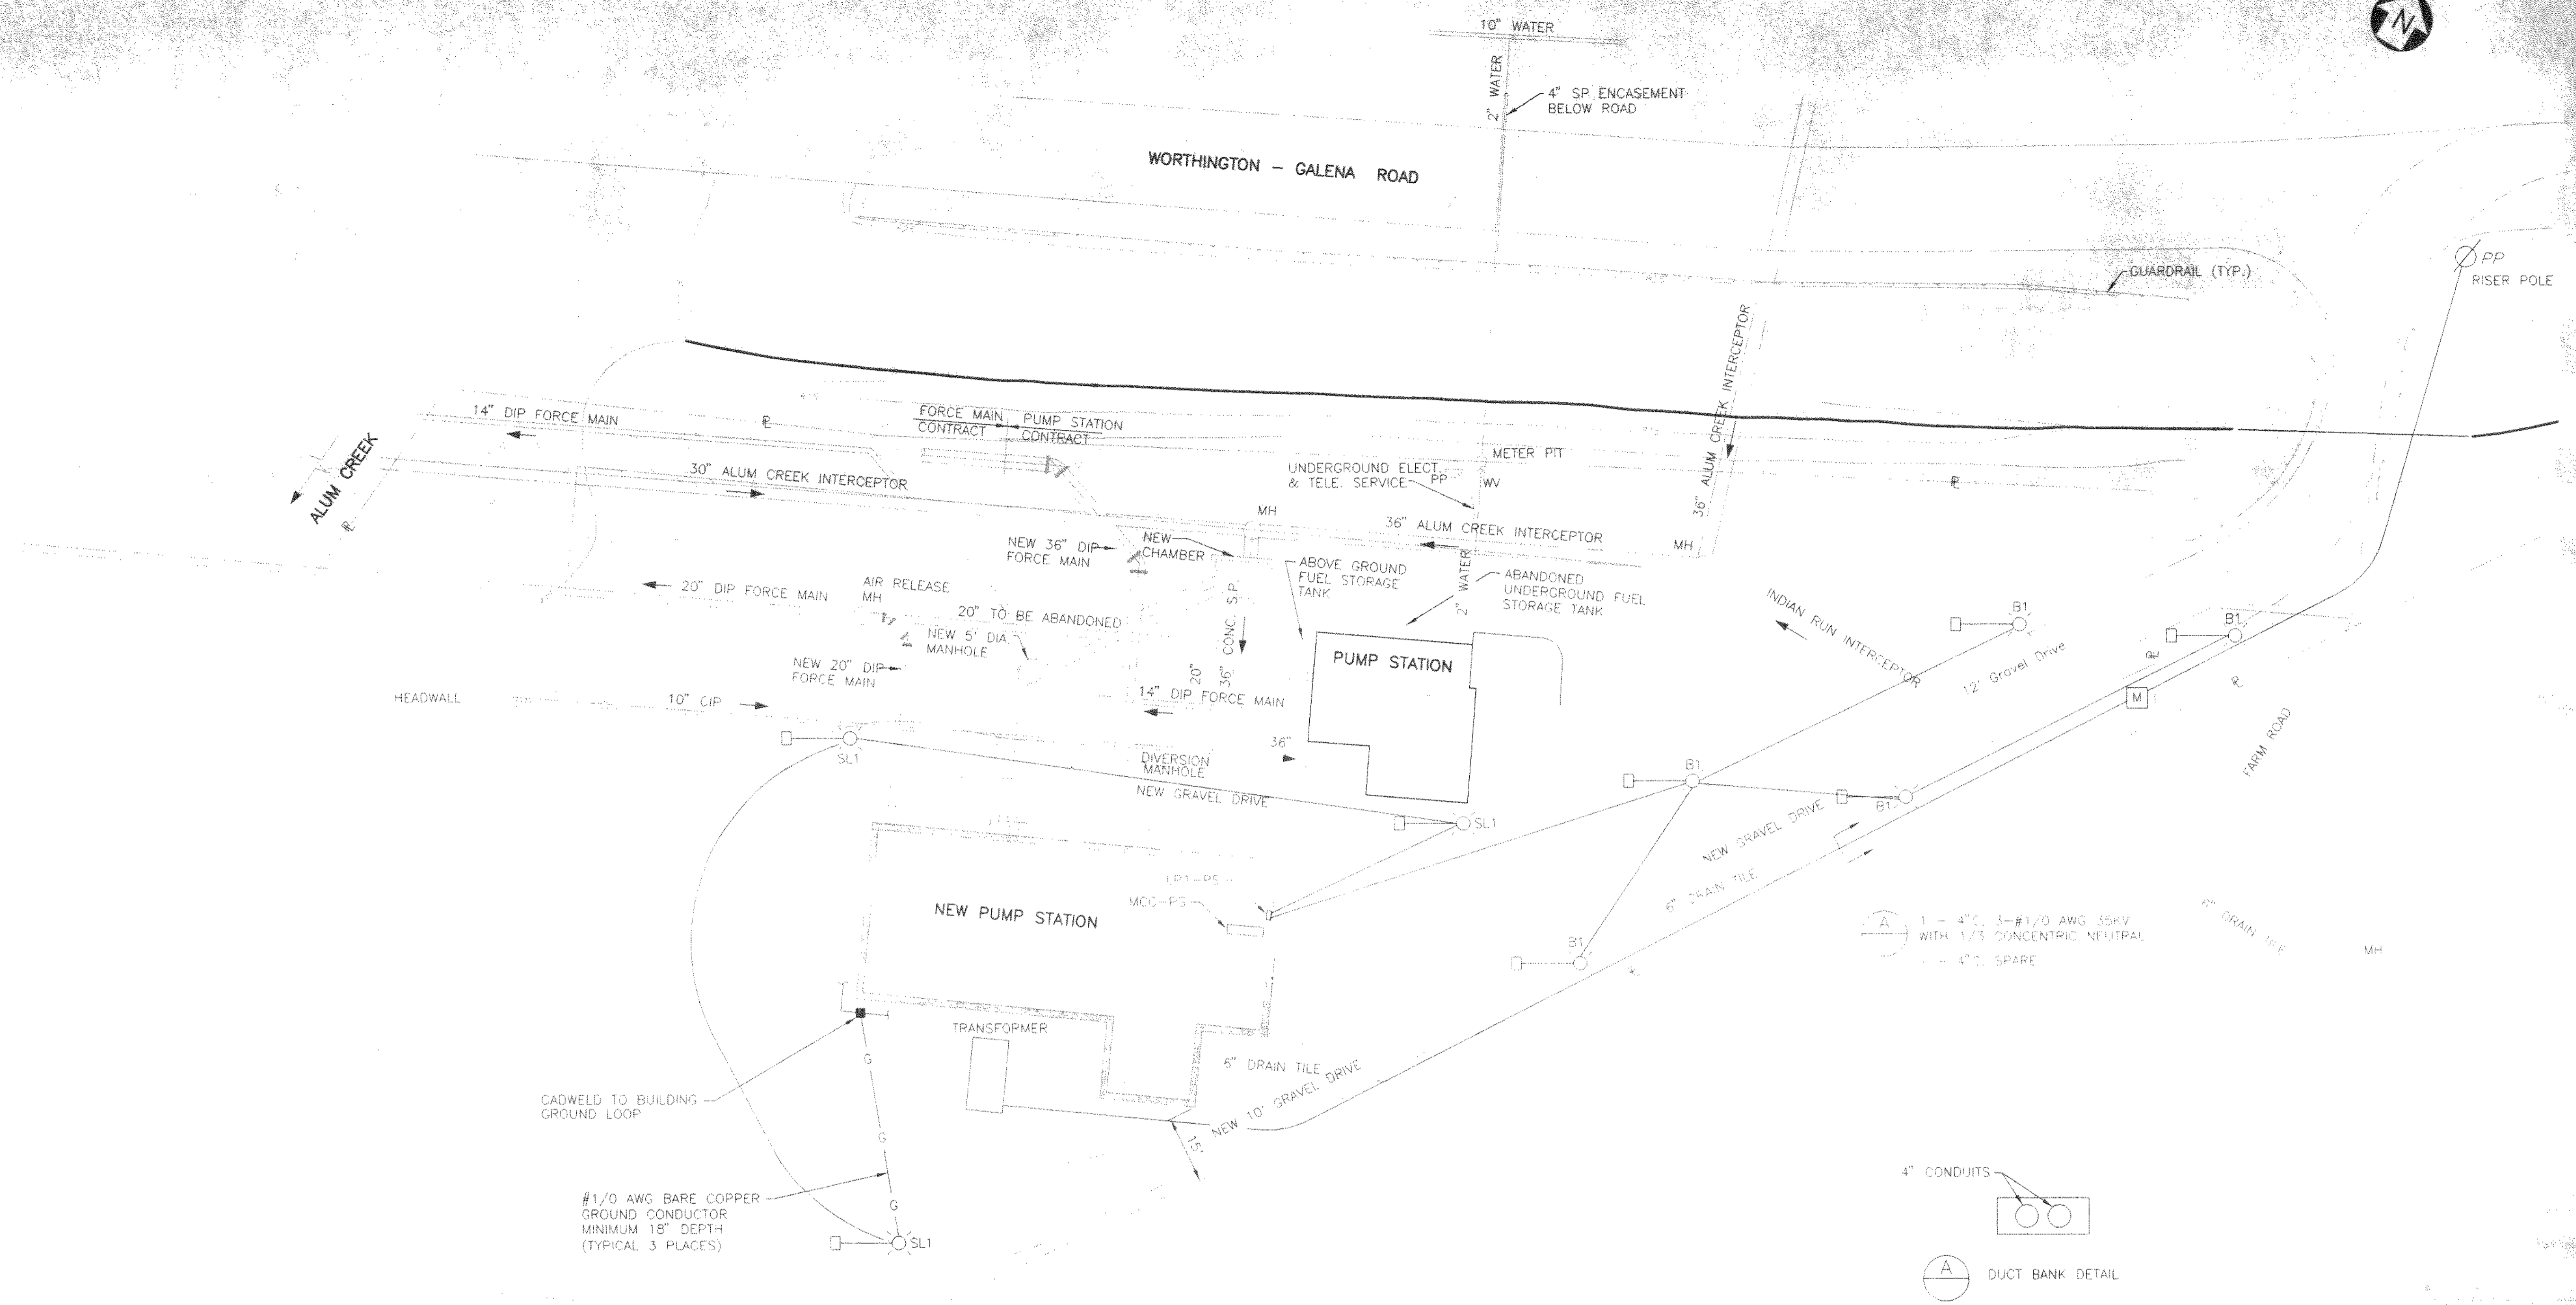 N
10" WATER
2" WATER
4" SP ENCASEMENT
BELOW ROAD
WORTHINGTON - GALENA ROAD
PP
RISER POLE
GUARDRAIL (TYP.)
36" ALUM CREEK INTERCEPTOR
14" DIP FORCE MAIN
FORCE MAIN
CONTRACT
PUMP STATION
CONTRACT
ALUM CREEK
30" ALUM CREEK INTERCEPTOR
METER PIT
UNDERGROUND ELECT.
& TELE. SERVICE
PP
WV
MH
36" ALUM CREEK INTERCEPTOR
MH
NEW 36" DIP
FORCE MAIN
NEW
CHAMBER
ABOVE GROUND
FUEL STORAGE
TANK
2" WATER
ABANDONED
UNDERGROUND FUEL
STORAGE TANK
20" DIP FORCE MAIN
AIR RELEASE
MH
20" TO BE ABANDONED
NEW 5' DIA.
MANHOLE
36" CONC. S.P.
20"
INDIAN RUN INTERCEPTOR
B1
B1
12' Gravel Drive
PUMP STATION
NEW 20" DIP
FORCE MAIN
HEADWALL
10" CIP
14" DIP FORCE MAIN
M
FARM ROAD
SL1
36"
DIVERSION
MANHOLE
NEW GRAVEL DRIVE
B1
B1
SL1
NEW GRAVEL DRIVE
6" DRAIN TILE
LP1-PS
MCC-PS
NEW PUMP STATION
B1
A
1 - 4"C, 3-#1/0 AWG 35KV
WITH 1/3 CONCENTRIC NEUTRAL
4"C. SPARE
6" DRAIN TILE
MH
TRANSFORMER
6" DRAIN TILE
NEW 10' GRAVEL DRIVE
15'
G
G
G
CADWELD TO BUILDING
GROUND LOOP
#1/0 AWG BARE COPPER
GROUND CONDUCTOR
MINIMUM 18" DEPTH
(TYPICAL 3 PLACES)
SL1
4" CONDUITS
A
DUCT BANK DETAIL